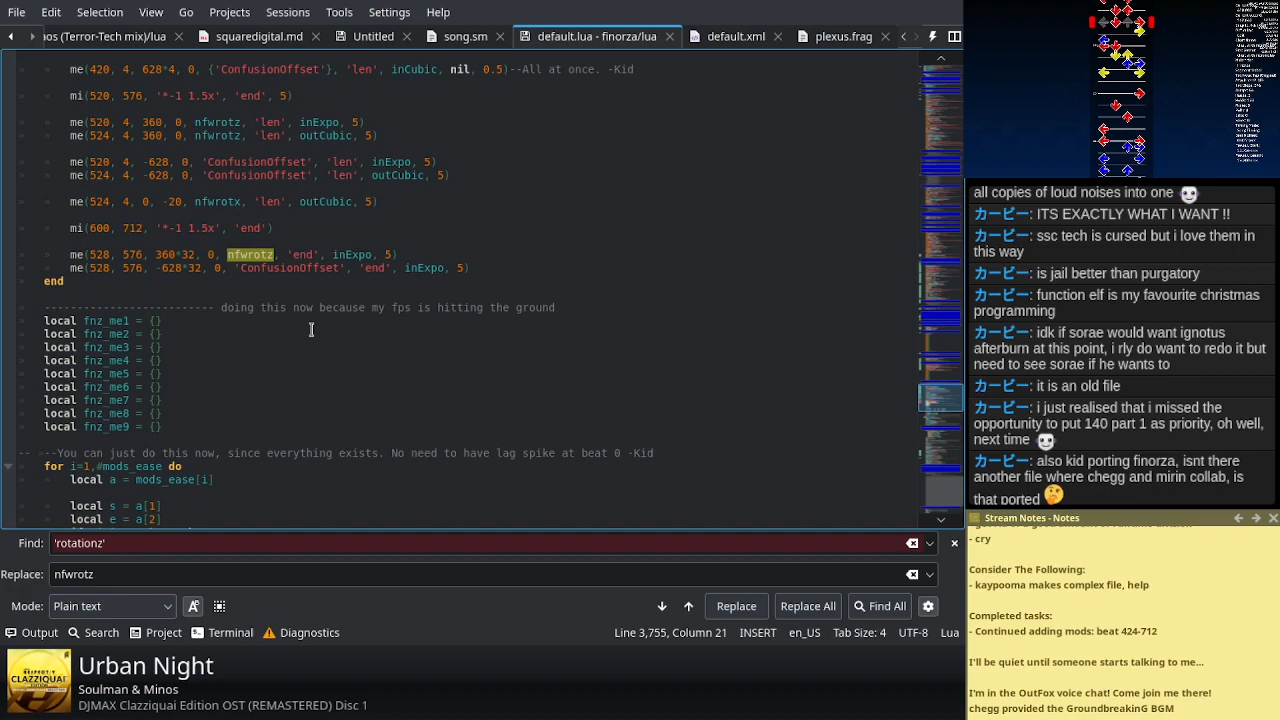 File Edit Selection View Go Projects Sessions Tools Settings Help
os (Terror-Tech mix)/lua squaredigital.md Untitled song.sm default.lua - finorza/lua default.xml plexus.frag
me(420, 4, 628*4, 0, {'ConfusionOffset'}, 'len', inCubic, nil, 0.5)--All at once. -Kid
mi(520, 576, '*-1 1.5x', 'end', 5)
me(520, 4, 360, 0, nfwrotz, 'len', inExpo, 5)
me(524, 4, 360, 0, nfwrotz, 'len', outCubic, 5)
me(520, 4, -628, 0, 'ConfusionOffset', 'len', inExpo, 5)
me(524, 4, -628, 0, 'ConfusionOffset', 'len', outCubic, 5)
me(524, 4, 0, -20, nfwrotx, 'len', outCubic, 5)
mi(600, 712, '*-1 1.5x', 'end')
me(528, 576, 360*32, 0, nfwrotz, 'end', inExpo, 5)
me(528, 576, -628*32, 0, 'ConfusionOffset', 'end', inExpo, 5)
end
-------------------------- doing this now because my fps is hitting the ground
local fnz_me1 = {}
local fnz_me2 = {}
local fnz_me3 = {}
local fnz_me4 = {}
local fnz_me5 = {}
local fnz_me6 = {}
local fnz_me7 = {}
local fnz_me8 = {}
local fnz_me9 = {}
-- --You can just do this now, since everything exists. No need to have lag spike at beat 0 -Kid
for i=1,#mods_ease do
local a = mods_ease[i]
local s = a[1]
local e = a[2]
Find: 'rotationz'
Replace: nfwrotz
Mode: Plain text Replace Replace All Find All
Output Search Project Terminal Diagnostics Line 3,755, Column 21 INSERT en_US Tab Size: 4 UTF-8 Lua
CLAZZIQUAI
EDITION
Urban Night
Soulman & Minos
DJMAX Clazziquai Edition OST (REMASTERED) Disc 1
all copies of loud noises into one
カービー: ITS EXACTLY WHAT I WANT !!
カービー: ssc tech is cursed but i love them in
this way
カービー: is jail better than purgatory
カービー: function elf is my favourite christmas
programming
カービー: idk if sorae would want ignotus
afterburn at this point, i rly do want to redo it but
need to see sorae if he wants to
カービー: it is an old file
カービー: i just realised that i missed the
opportunity to put 140 part 1 as priority, oh well,
next time
カービー: also kid porting finorza, isnt there
another file where chegg and mirin collab, is
that ported
Stream Notes - Notes
- cry
Consider The Following:
- kaypooma makes complex file, help
Completed tasks:
- Continued adding mods: beat 424-712
I'll be quiet until someone starts talking to me...
I'm in the OutFox voice chat! Come join me there!
chegg provided the GroundbreakinG BGM